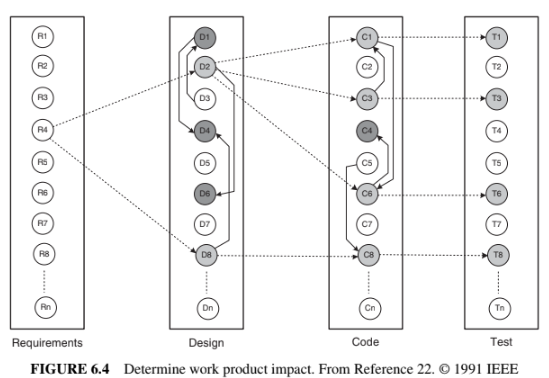 R1 D1 C1 T1
R2 D2 C2 T2
R3 D3 C3 T3
R4 D4 C4 T4
R5 D5 C5 T5
R6 D6 C6 T6
R7 D7 C7 T7
R8 D8 C8 T8
Rn Dn Cn Tn
Requirements Design Code Test
FIGURE 6.4 Determine work product impact. From Reference 22. © 1991 IEEE